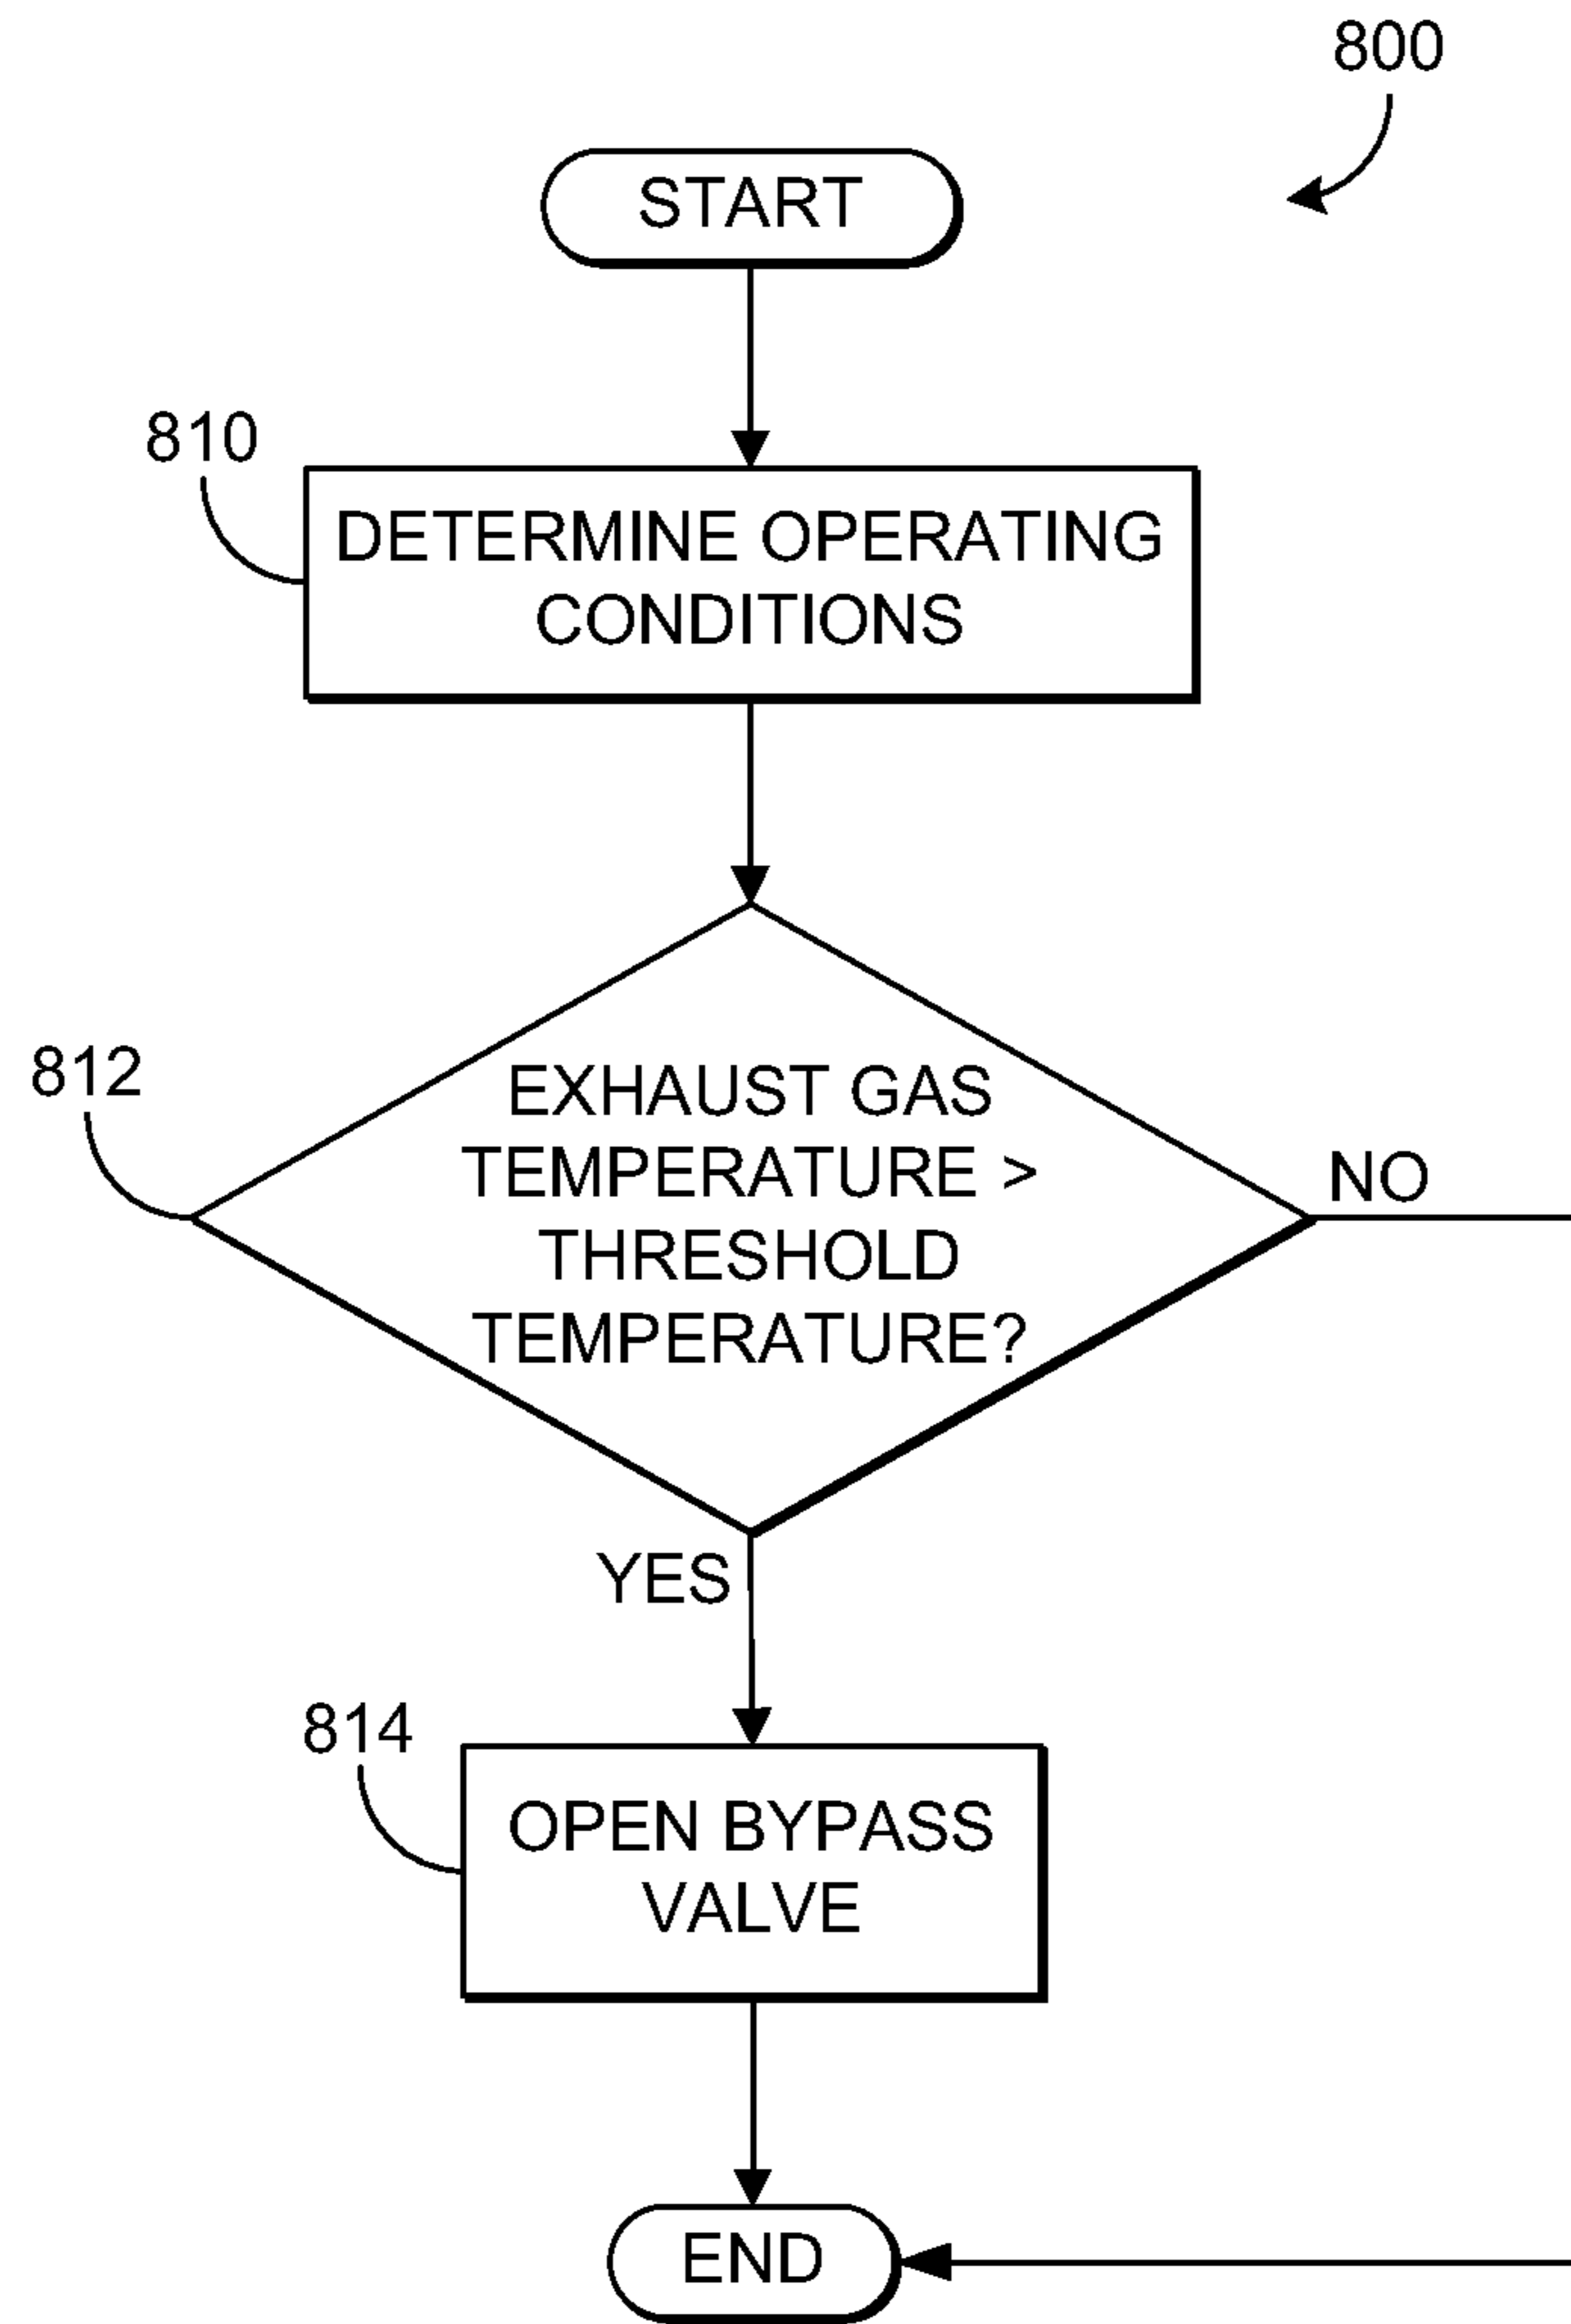 800
START
810
DETERMINE OPERATING
CONDITIONS
812
EXHAUST GAS
TEMPERATURE >
THRESHOLD
TEMPERATURE?
NO
YES
814
OPEN BYPASS
VALVE
END